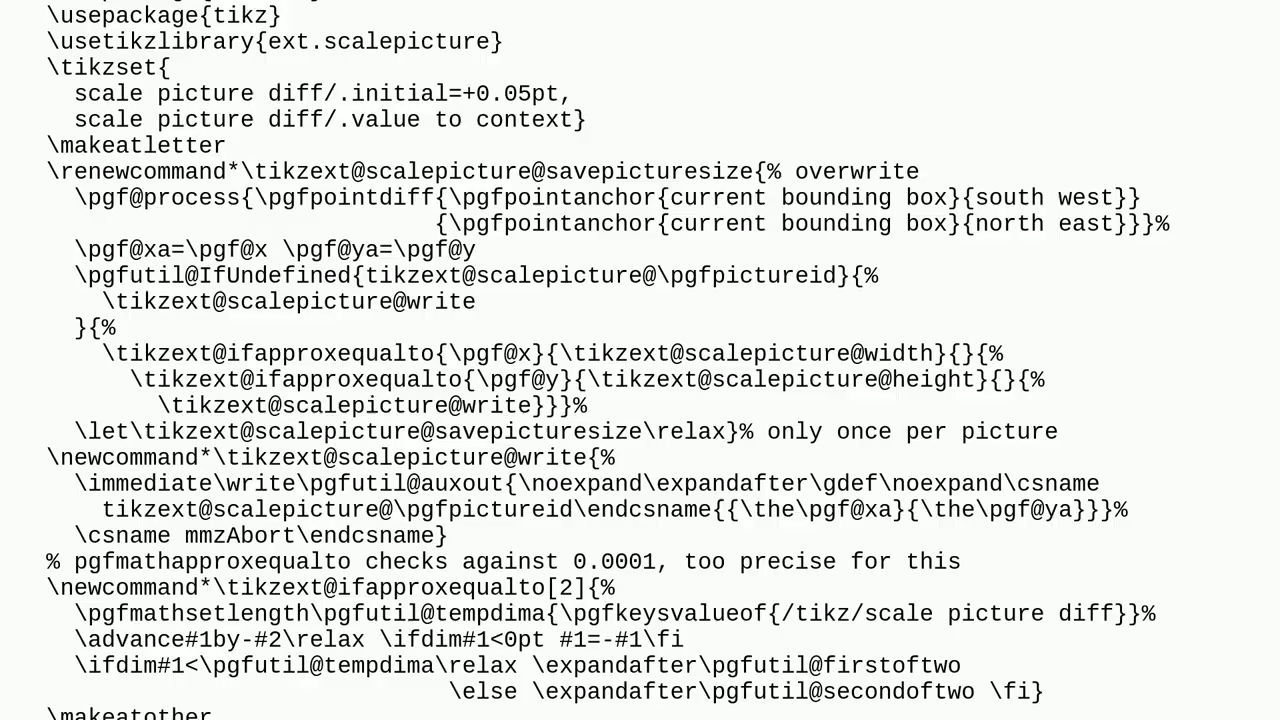 \usepackage{tikz}
\usetikzlibrary{ext.scalepicture}
\tikzset{
  scale picture diff/.initial=+0.05pt,
  scale picture diff/.value to context}
\makeatletter
\renewcommand*\tikzext@scalepicture@savepicturesize{% overwrite
  \pgf@process{\pgfpointdiff{\pgfpointanchor{current bounding box}{south west}}
                            {\pgfpointanchor{current bounding box}{north east}}}%
  \pgf@xa=\pgf@x \pgf@ya=\pgf@y
  \pgfutil@IfUndefined{tikzext@scalepicture@\pgfpictureid}{%
    \tikzext@scalepicture@write
  }{%
    \tikzext@ifapproxequalto{\pgf@x}{\tikzext@scalepicture@width}{}{%
      \tikzext@ifapproxequalto{\pgf@y}{\tikzext@scalepicture@height}{}{%
        \tikzext@scalepicture@write}}}%
  \let\tikzext@scalepicture@savepicturesize\relax}% only once per picture
\newcommand*\tikzext@scalepicture@write{%
  \immediate\write\pgfutil@auxout{\noexpand\expandafter\gdef\noexpand\csname
    tikzext@scalepicture@\pgfpictureid\endcsname{{\the\pgf@xa}{\the\pgf@ya}}}%
  \csname mmzAbort\endcsname}
% pgfmathapproxequalto checks against 0.0001, too precise for this
\newcommand*\tikzext@ifapproxequalto[2]{%
  \pgfmathsetlength\pgfutil@tempdima{\pgfkeysvalueof{/tikz/scale picture diff}}%
  \advance#1by-#2\relax \ifdim#1<0pt #1=-#1\fi
  \ifdim#1<\pgfutil@tempdima\relax \expandafter\pgfutil@firstoftwo
                             \else \expandafter\pgfutil@secondoftwo \fi}
\makeatother